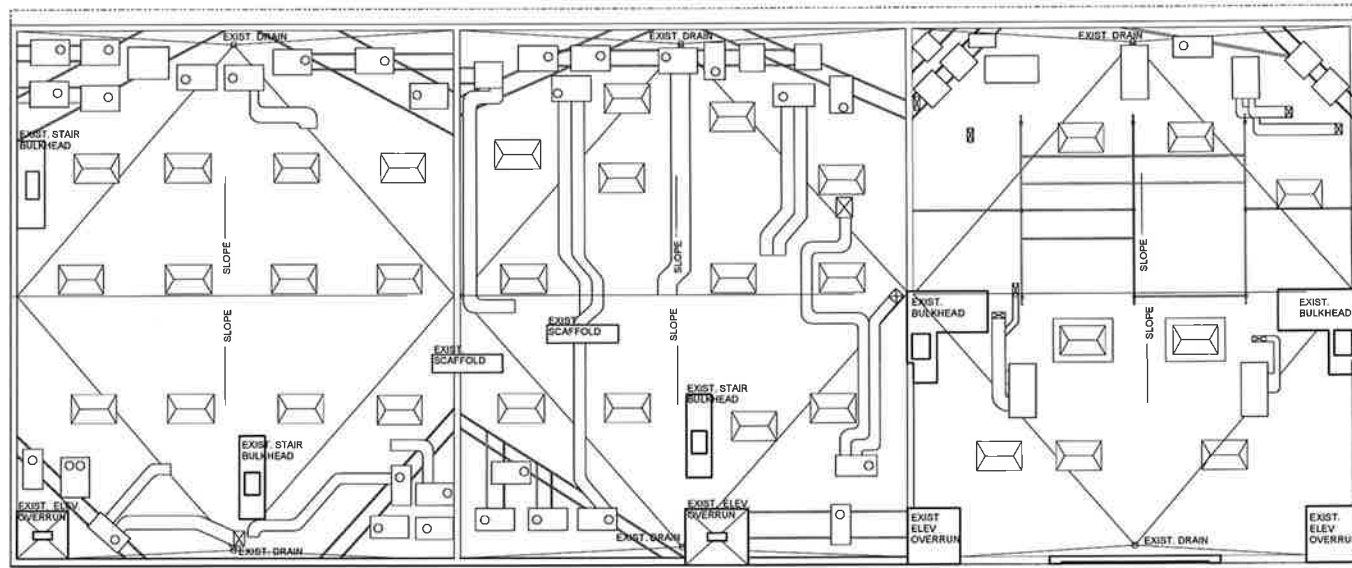 EXIST. DRAIN
EXIST. DRAIN
EXIST. DRAIN
EXIST. STAIR
BULKHEAD
SLOPE
SLOPE
SLOPE
EXIST.
BULKHEAD
EXIST.
BULKHEAD
SLOPE
SLOPE
SLOPE
EXIST.
SCAFFOLD
EXIST.
SCAFFOLD
EXIST. STAIR
BULKHEAD
EXIST. STAIR
BULKHEAD
EXIST. ELEV.
OVERRUN
EXIST. ELEV
OVERRUN
EXIST
ELEV
OVERRUN
EXIST.
ELEV
OVERRUN
EXIST. DRAIN
EXIST. DRAIN
EXIST. DRAIN